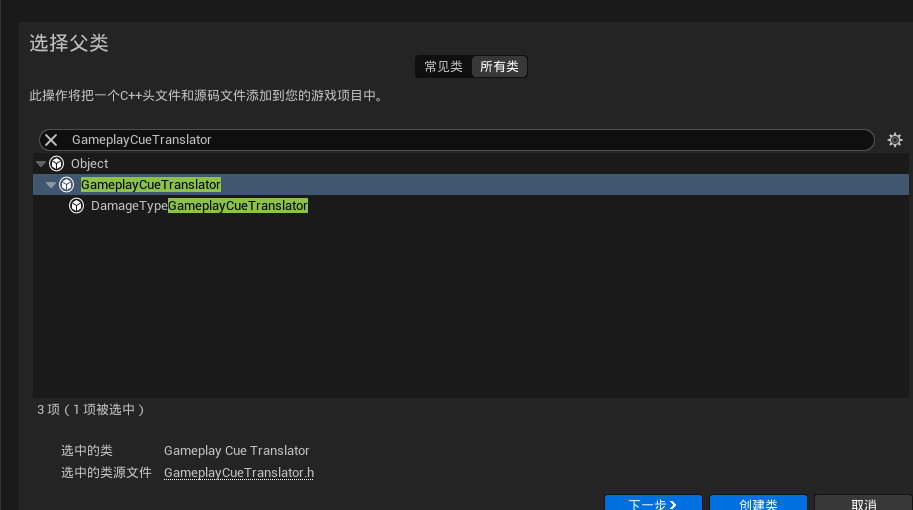 选择父类
常见类 所有类
此操作将把一个C++头文件和源码文件添加到您的游戏项目中。
GameplayCueTranslator
Object
GameplayCueTranslator
DamageTypeGameplayCueTranslator
3 项（1 项被选中）
选中的类 Gameplay Cue Translator
选中的类源文件 GameplayCueTranslator.h
下一步 创建类 取消